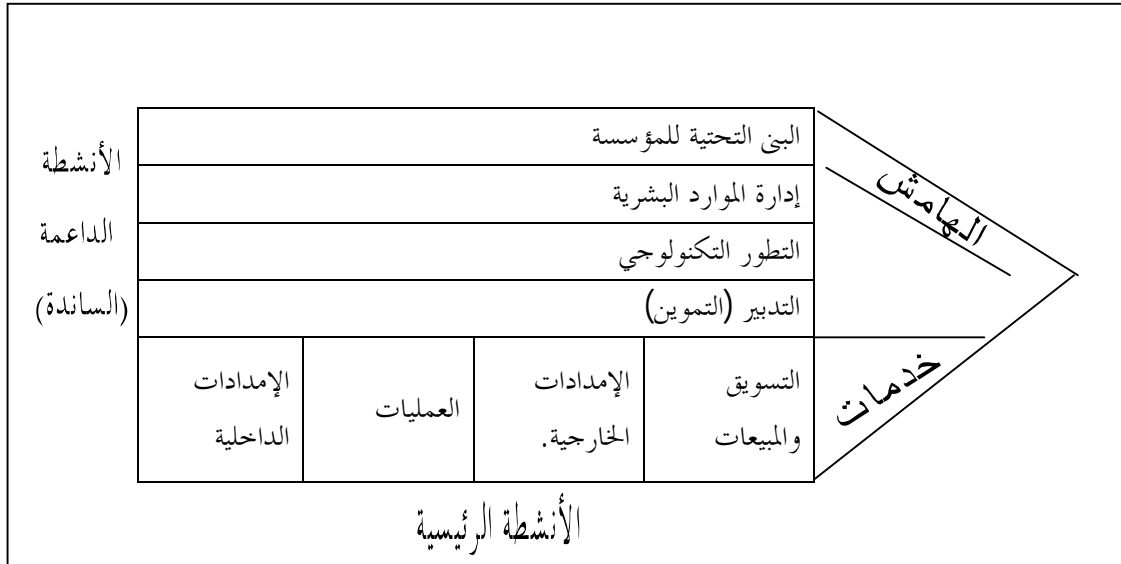 البنى التحتية للمؤسسة
إدارة الموارد البشرية
التطور التكنولوجي
التدبير (التموين)
الأنشطة
الداعمة
(الساندة)
الهامش
خدمات
التسويق
والمبيعات
الإمدادات
الخارجية.
العمليات
الإمدادات
الداخلية
الأنشطة الرئيسية